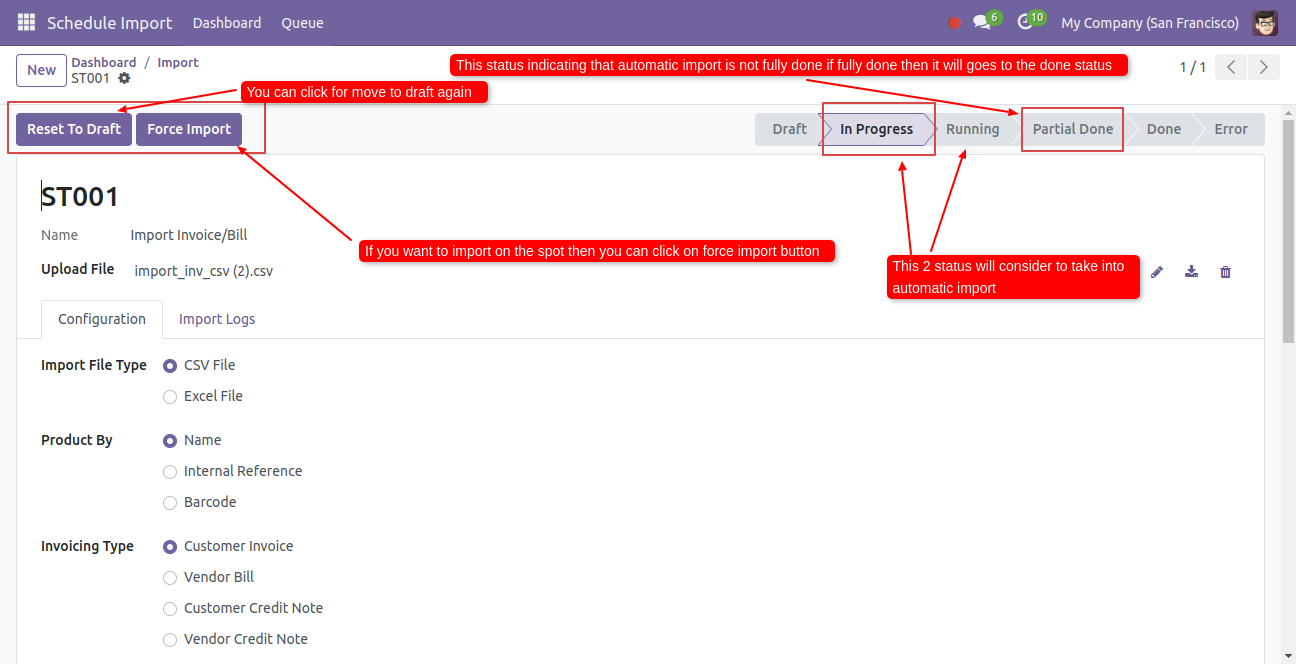 Schedule Import Dashboard Queue 6 10 My Company (San Francisco)
New
Dashboard / Import
ST001
This status indicating that automatic import is not fully done if fully done then it will goes to the done status
1 / 1
You can click for move to draft again
Reset To Draft Force Import
Draft In Progress Running Partial Done Done Error
ST001
Name Import Invoice/Bill
If you want to import on the spot then you can click on force import button
Upload File import_inv_csv (2).csv
This 2 status will consider to take into
automatic import
Configuration Import Logs
Import File Type CSV File
Excel File
Product By Name
Internal Reference
Barcode
Invoicing Type Customer Invoice
Vendor Bill
Customer Credit Note
Vendor Credit Note